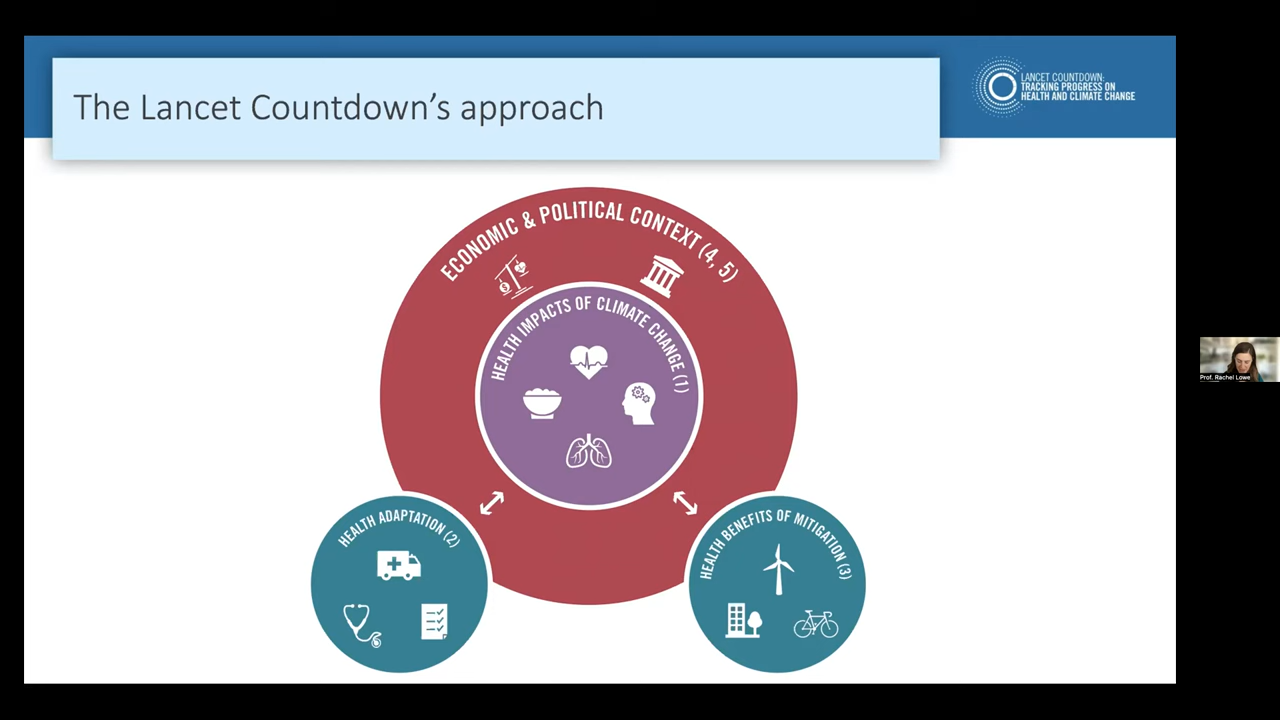 The Lancet Countdown's approach
LANCET COUNTDOWN:
TRACKING PROGRESS ON
HEALTH AND CLIMATE CHANGE
ECONOMIC & POLITICAL CONTEXT (4, 5)
$
HEALTH IMPACTS OF CLIMATE CHANGE (1)
HEALTH ADAPTATION (2)
HEALTH BENEFITS OF MITIGATION (3)
Prof. Rachel Lowe